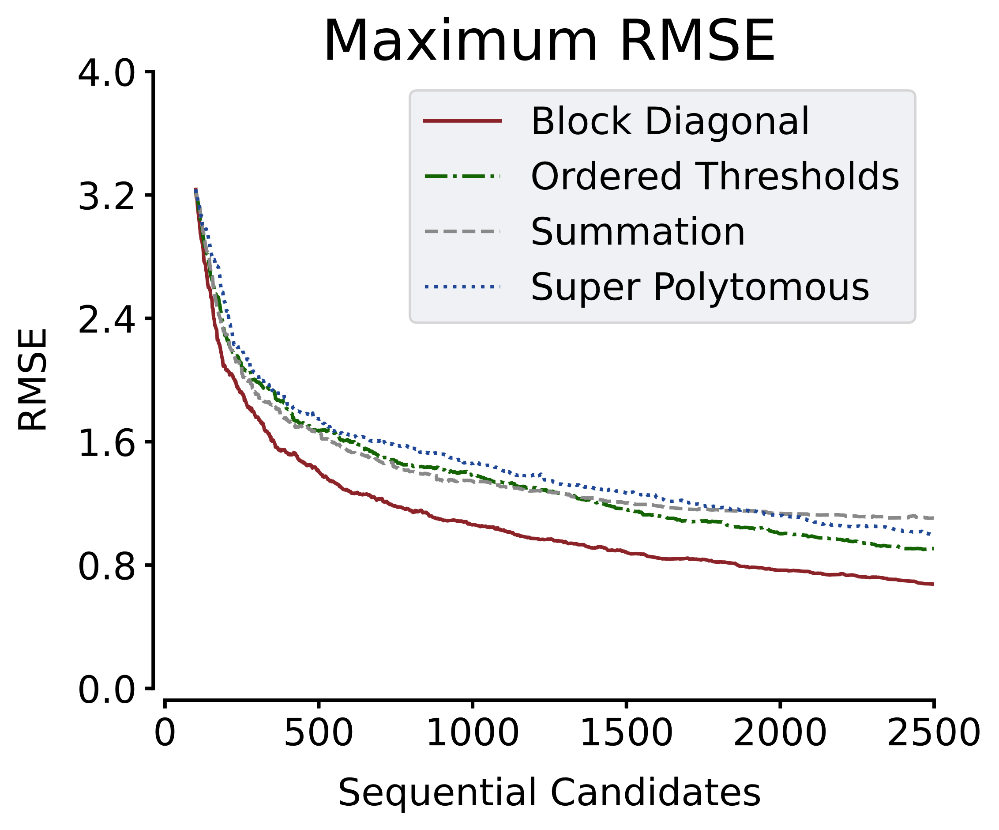 Maximum RMSE
4.0
3.2
2.4
1.6
0.8
0.0
RMSE
Block Diagonal
Ordered Thresholds
Summation
Super Polytomous
0 500 1000 1500 2000 2500
Sequential Candidates